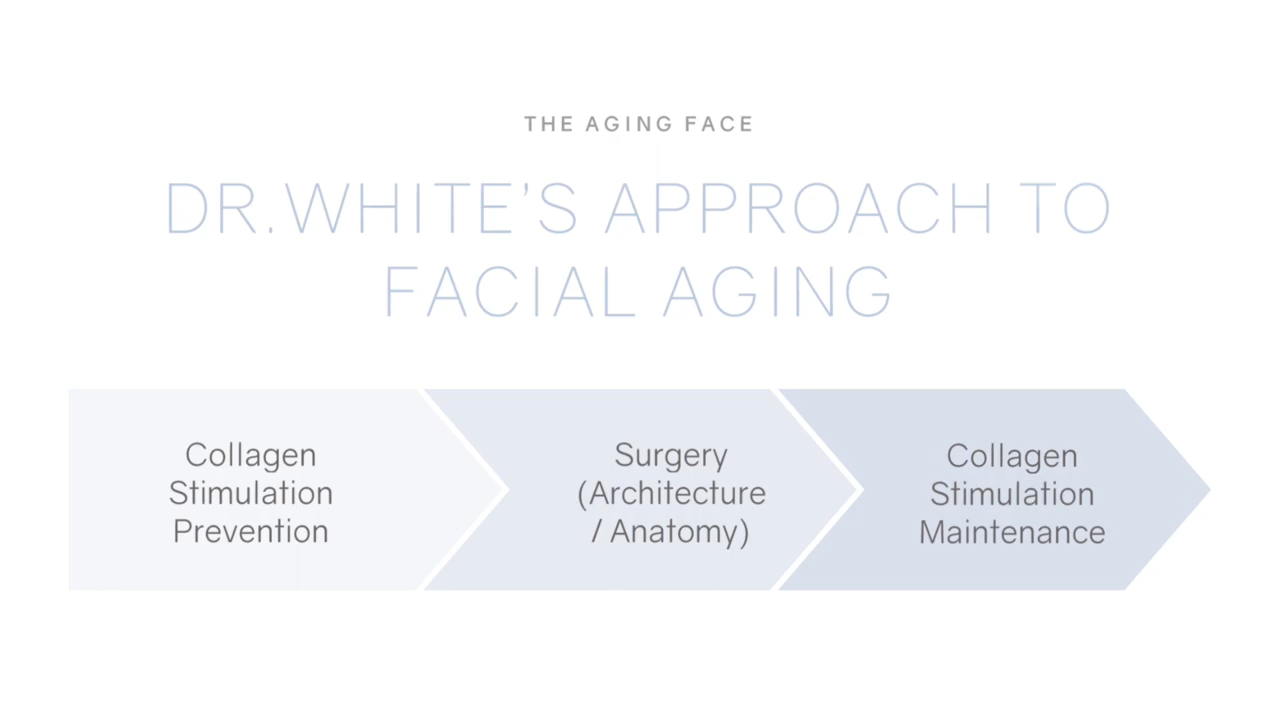 THE AGING FACE
DR.WHITE’S APPROACH TO
FACIAL AGING
Collagen
Stimulation
Prevention
Surgery
(Architecture
/ Anatomy)
Collagen
Stimulation
Maintenance